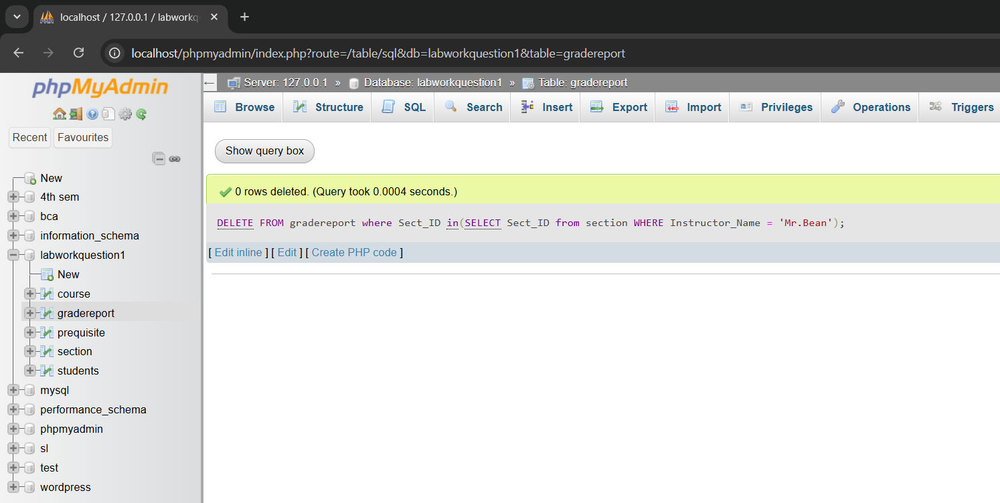 localhost / 127.0.0.1 / labworkq
localhost/phpmyadmin/index.php?route=/table/sql&db=labworkquestion1&table=gradereport
phpMyAdmin
Recent Favourites
New
4th sem
bca
information_schema
labworkquestion1
New
course
gradereport
prequisite
section
students
mysql
performance_schema
phpmyadmin
sl
test
wordpress
Server: 127.0.0.1 » Database: labworkquestion1 » Table: gradereport
Browse Structure SQL Search Insert Export Import Privileges Operations Triggers
Show query box
0 rows deleted. (Query took 0.0004 seconds.)
DELETE FROM gradereport where Sect_ID in(SELECT Sect_ID from section WHERE Instructor_Name = 'Mr.Bean');
[ Edit inline ] [ Edit ] [ Create PHP code ]